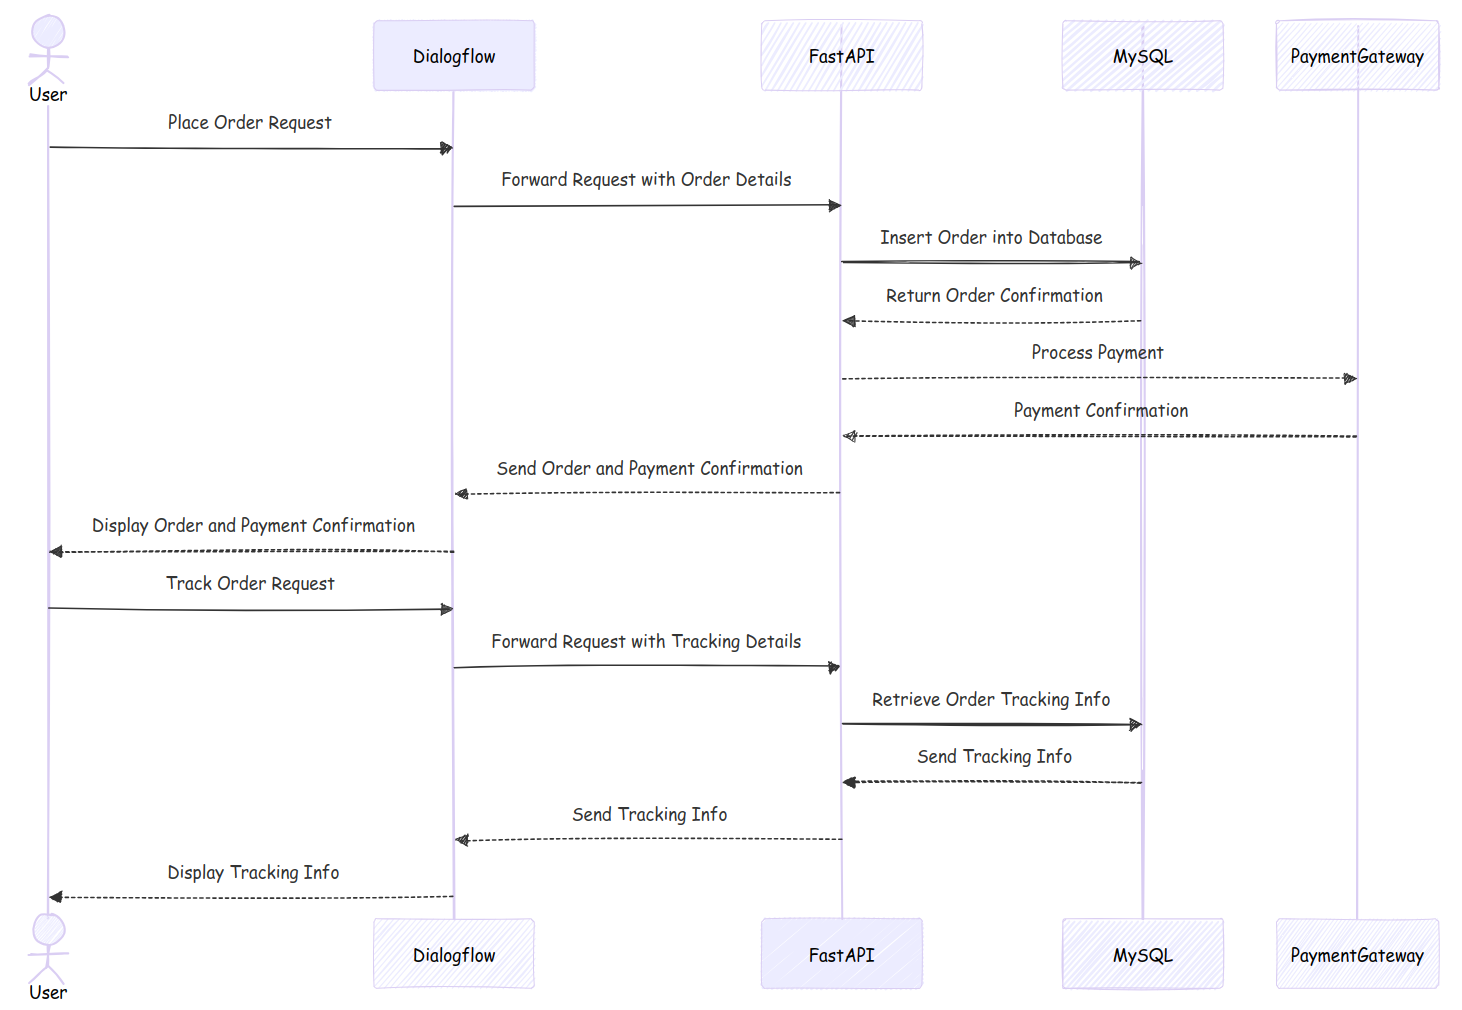 User
Dialogflow
FastAPI
MySQL
PaymentGateway
Place Order Request
Forward Request with Order Details
Insert Order into Database
Return Order Confirmation
Process Payment
Payment Confirmation
Send Order and Payment Confirmation
Display Order and Payment Confirmation
Track Order Request
Forward Request with Tracking Details
Retrieve Order Tracking Info
Send Tracking Info
Send Tracking Info
Display Tracking Info
User
Dialogflow
FastAPI
MySQL
PaymentGateway